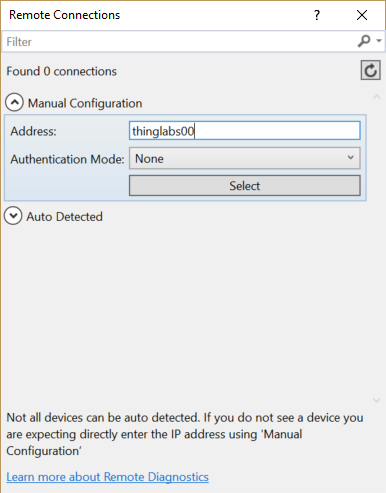 Remote Connections ?
Filter
Found 0 connections
Manual Configuration
Address: thinglabs00
Authentication Mode: None
Select
Auto Detected
Not all devices can be auto detected. If you do not see a device you
are expecting directly enter the IP address using 'Manual
Configuration'
Learn more about Remote Diagnostics